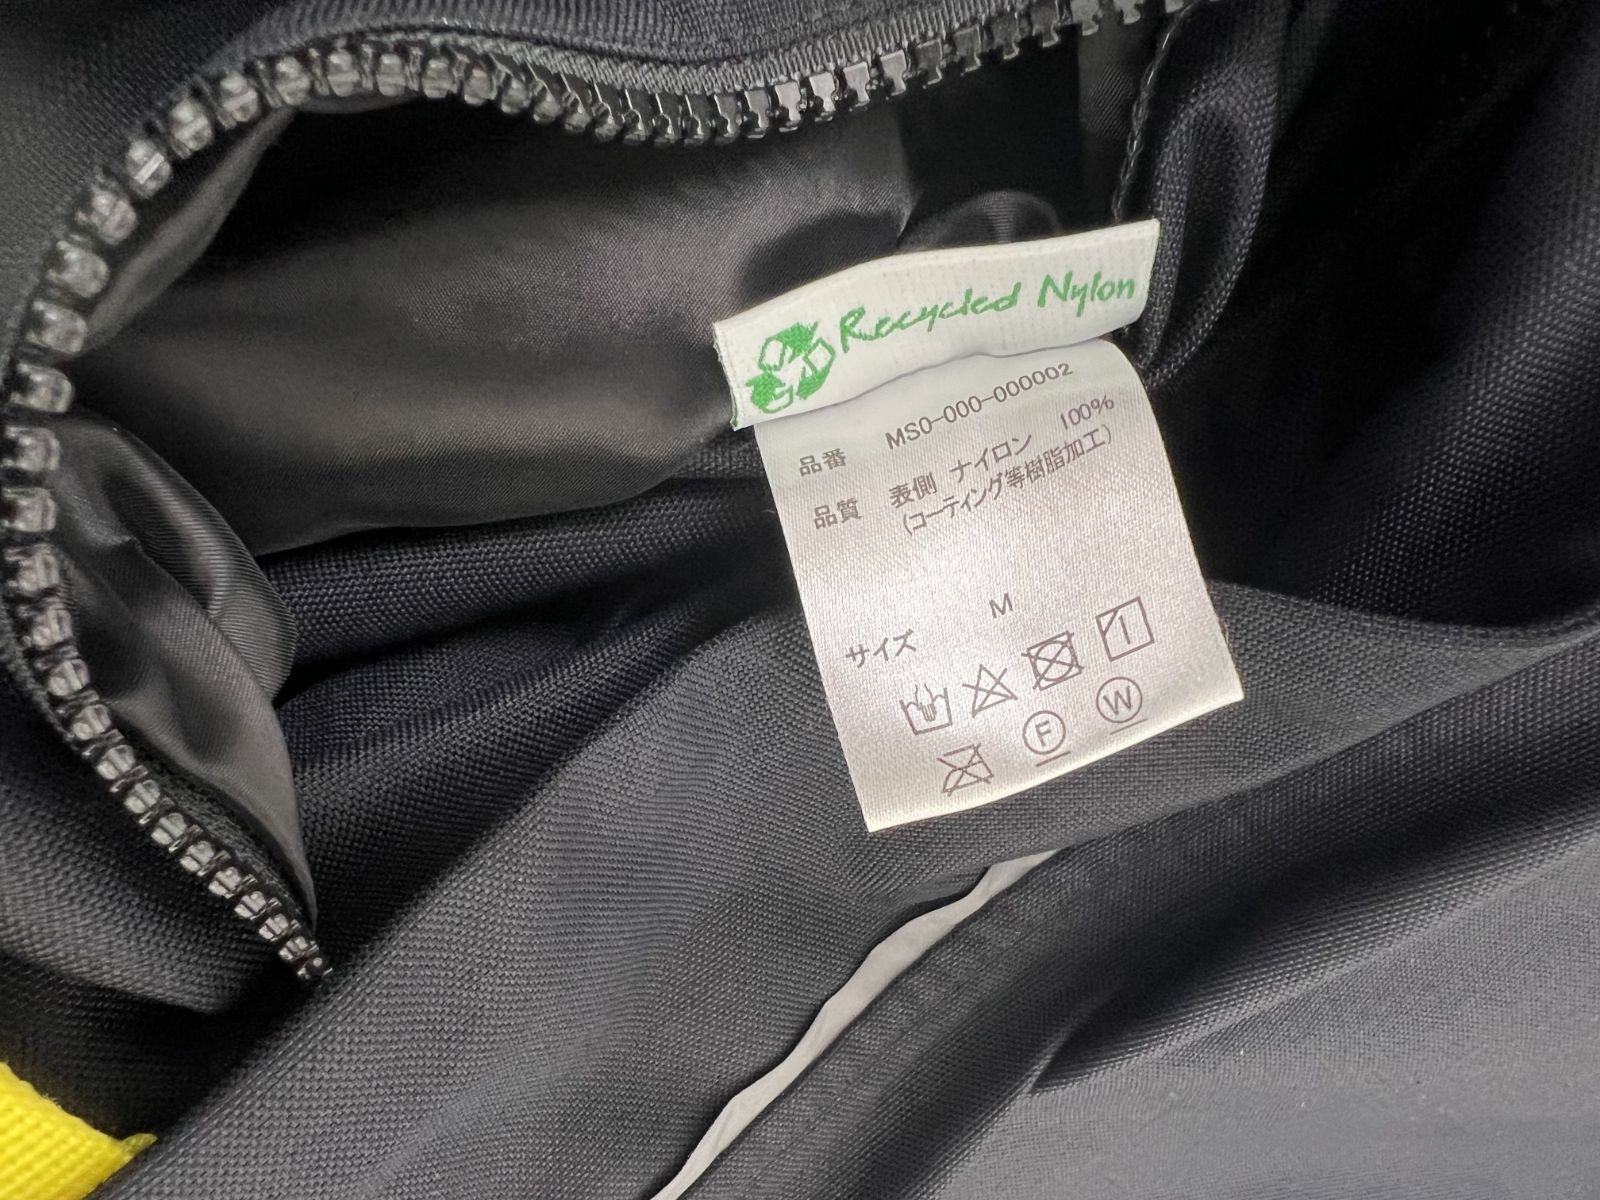 Recycled Nylon
品番 MS0-000-000002
品質 表側 ナイロン 100%
(コーティング等樹脂加工)
サイズ M
F W